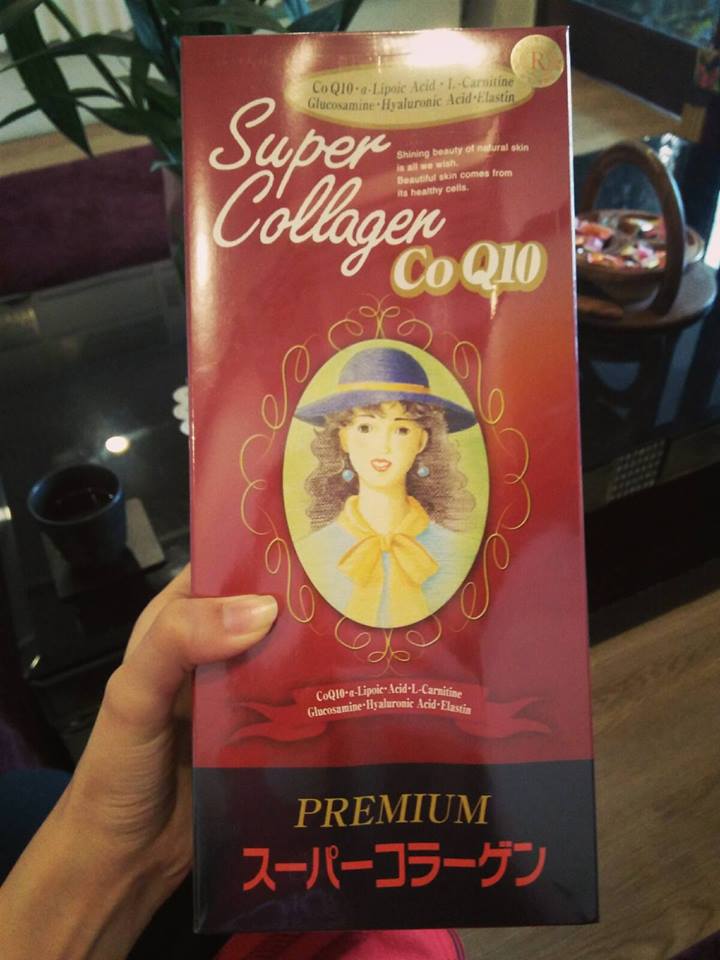 R
Co Q10・α-Lipoic Acid・L-Carnitine
Glucosamine・Hyaluronic Acid・Elastin
Super
Collagen
Shining beauty of natural skin
is all we wish.
Beautiful skin comes from
its healthy cells.
Co Q10
CoQ10・α-Lipoic・Acid・L-Carnitine
Glucosamine・Hyaluronic Acid・Elastin
PREMIUM
スーパーコラーゲン